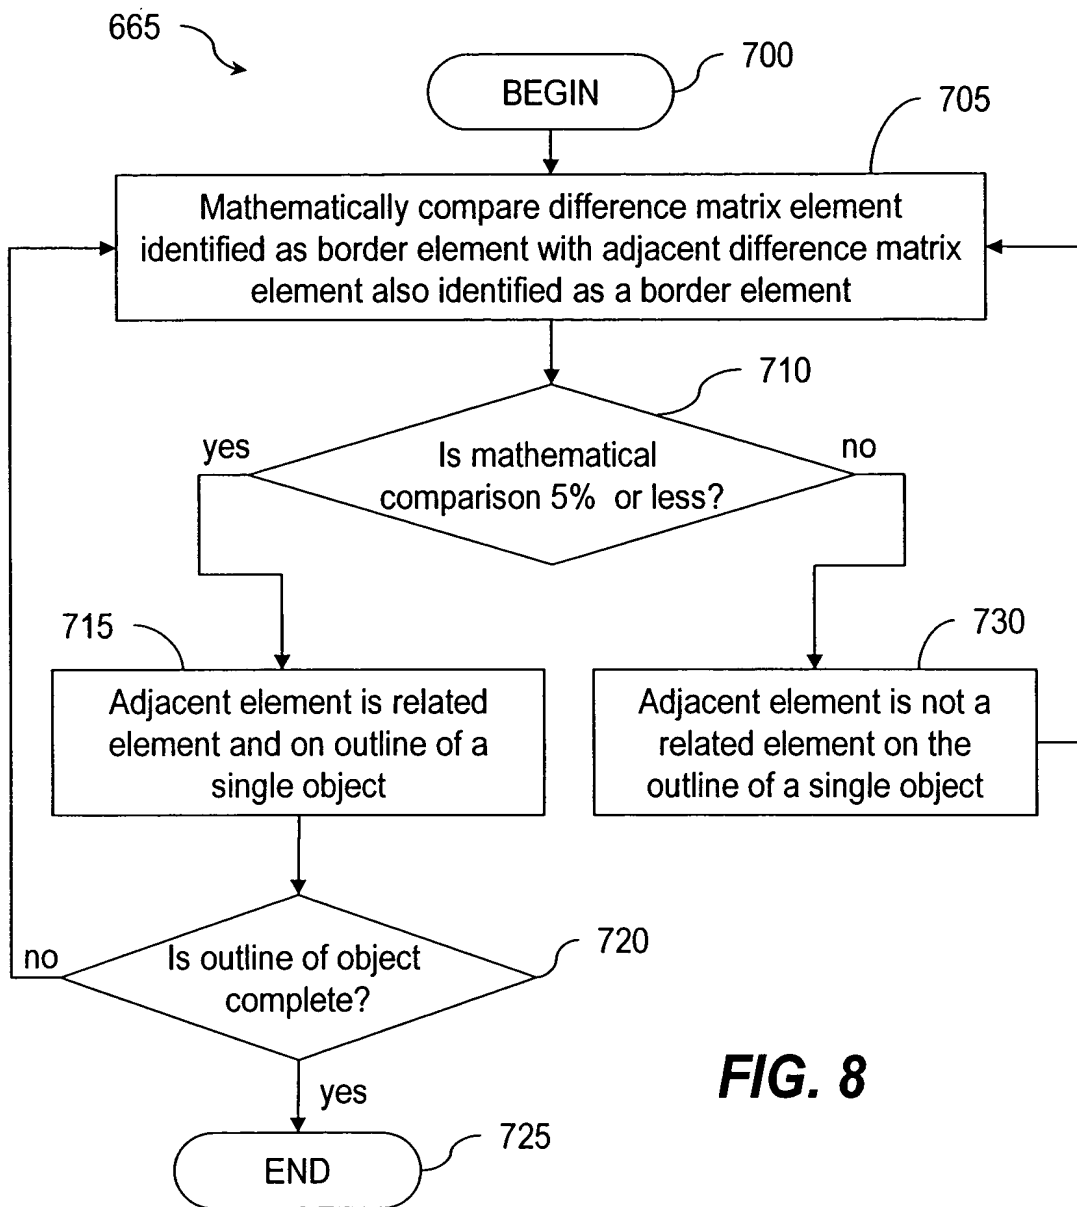 665
700
BEGIN
705
Mathematically compare difference matrix element
identified as border element with adjacent difference matrix
element also identified as a border element
710
yes
no
Is mathematical
comparison 5% or less?
715
730
Adjacent element is related
element and on outline of a
single object
Adjacent element is not a
related element on the
outline of a single object
720
no
Is outline of object
complete?
FIG. 8
yes
725
END